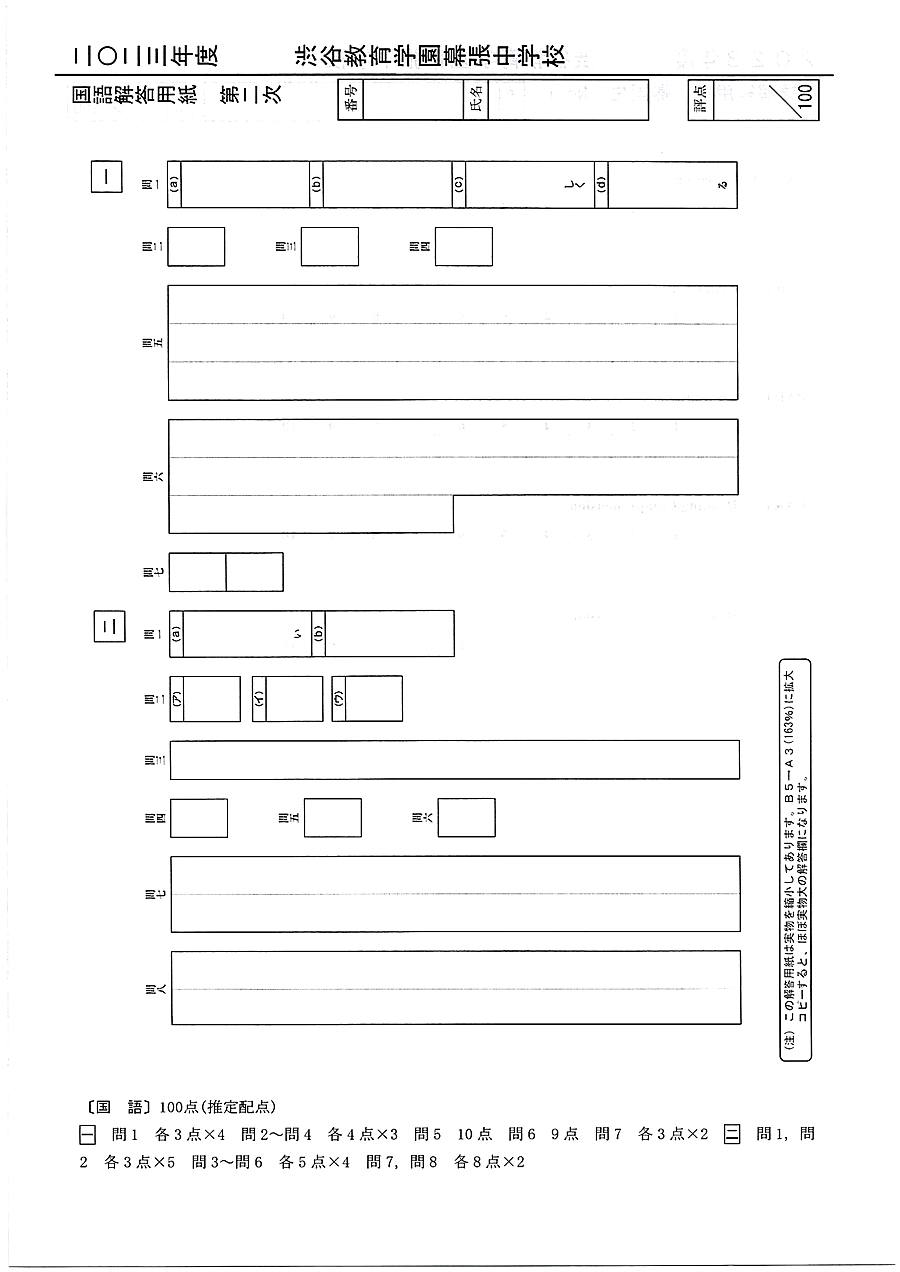 二〇二三年度　渋谷教育学園幕張中学校
国語解答用紙　第二次
番号
氏名
評点
／100
一
問一
(a)
(b)
(c)
しく
(d)
る
問二
問三
問四
問五
問六
問七
二
問一
(a)
い
(b)
問二
(ア)
(イ)
(ウ)
問三
問四
問五
問六
問七
問八
(注) この解答用紙は実物を縮小してあります。Ｂ５→Ａ３(163%)に拡大
コピーすると、ほぼ実物大の解答欄になります。
〔国　語〕100点(推定配点)
一　問1　各3点×4　問2〜問4　各4点×3　問5　10点　問6　9点　問7　各3点×2　二　問1，問
2　各3点×5　問3〜問6　各5点×4　問7，問8　各8点×2